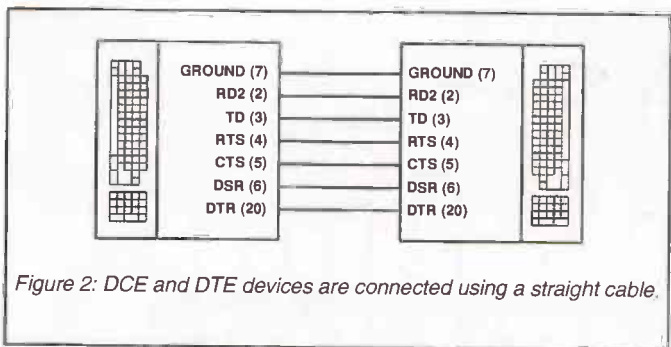 GROUND (7)
RD2 (2)
TD (3)
RTS (4)
CTS (5)
DSR (6)
DTR (20)
GROUND (7)
RD2 (2)
TD (3)
RTS (4)
CTS (5)
DSR (6)
DTR (20)
Figure 2: DCE and DTE devices are connected using a straight cable.